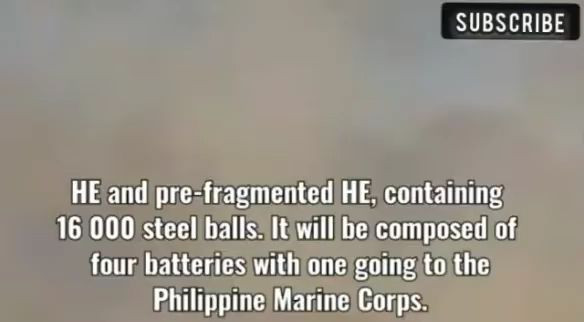 SUBSCRIBE
HE and pre-fragmented HE, containing
16 000 steel balls. It will be composed of
four batteries with one going to the
Philippine Marine Corps.